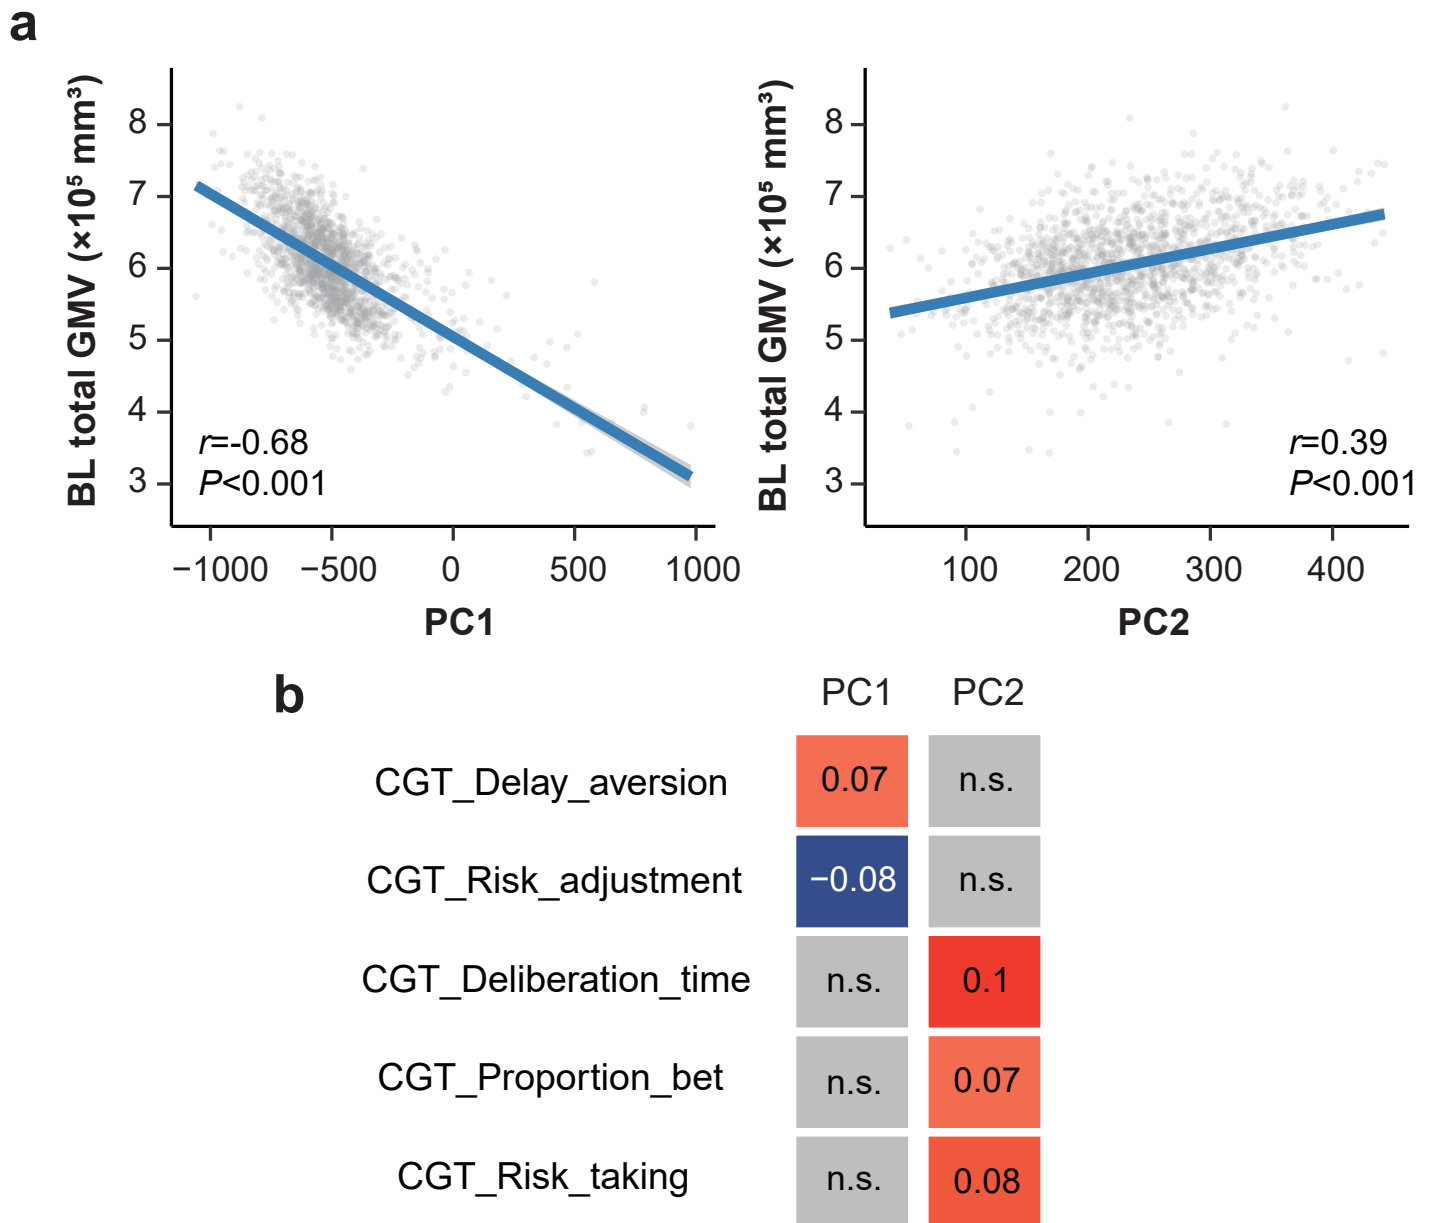 a
BL total GMV (×10⁵ mm³)
8
7
6
5
4
3
r=-0.68
P<0.001
−1000 −500 0 500 1000
PC1
BL total GMV (×10⁵ mm³)
8
7
6
5
4
3
r=0.39
P<0.001
100 200 300 400
PC2
b
PC1 PC2
CGT_Delay_aversion 0.07 n.s.
CGT_Risk_adjustment −0.08 n.s.
CGT_Deliberation_time n.s. 0.1
CGT_Proportion_bet n.s. 0.07
CGT_Risk_taking n.s. 0.08